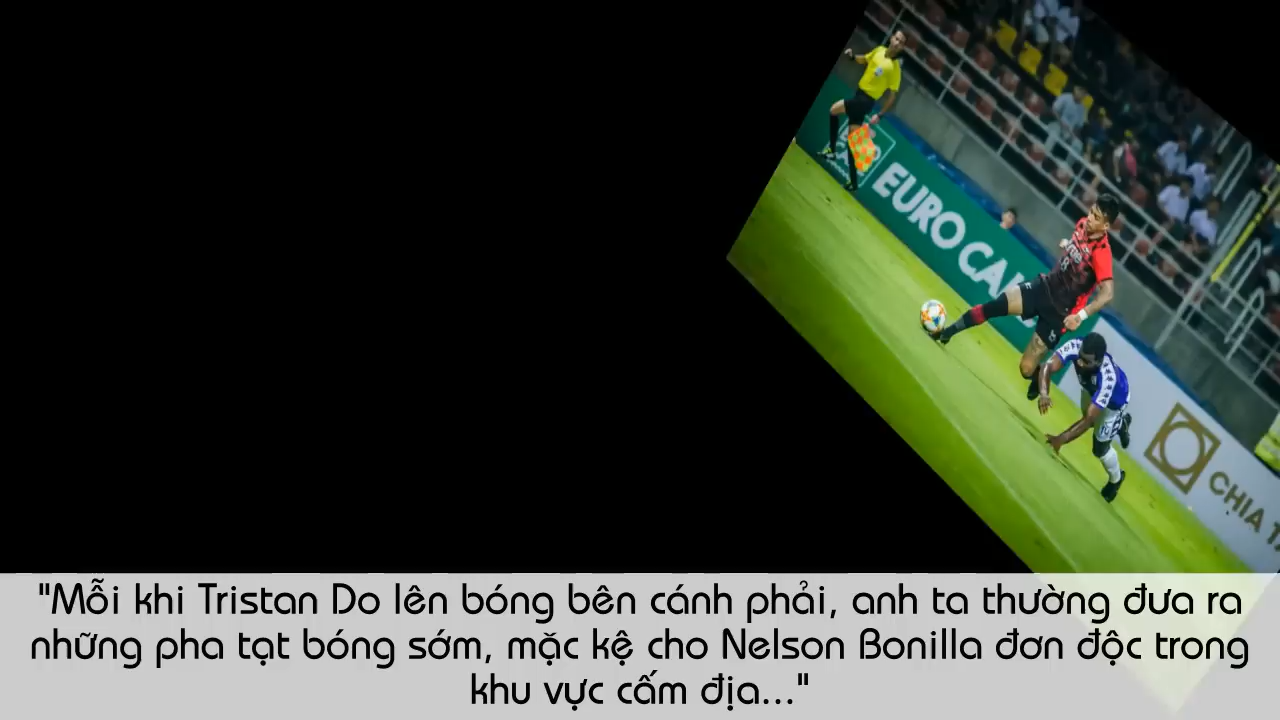 EURO CA
CHIA TA
"Mỗi khi Tristan Do lên bóng bên cánh phải, anh ta thường đưa ra
những pha tạt bóng sớm, mặc kệ cho Nelson Bonilla đơn độc trong
khu vực cấm địa..."